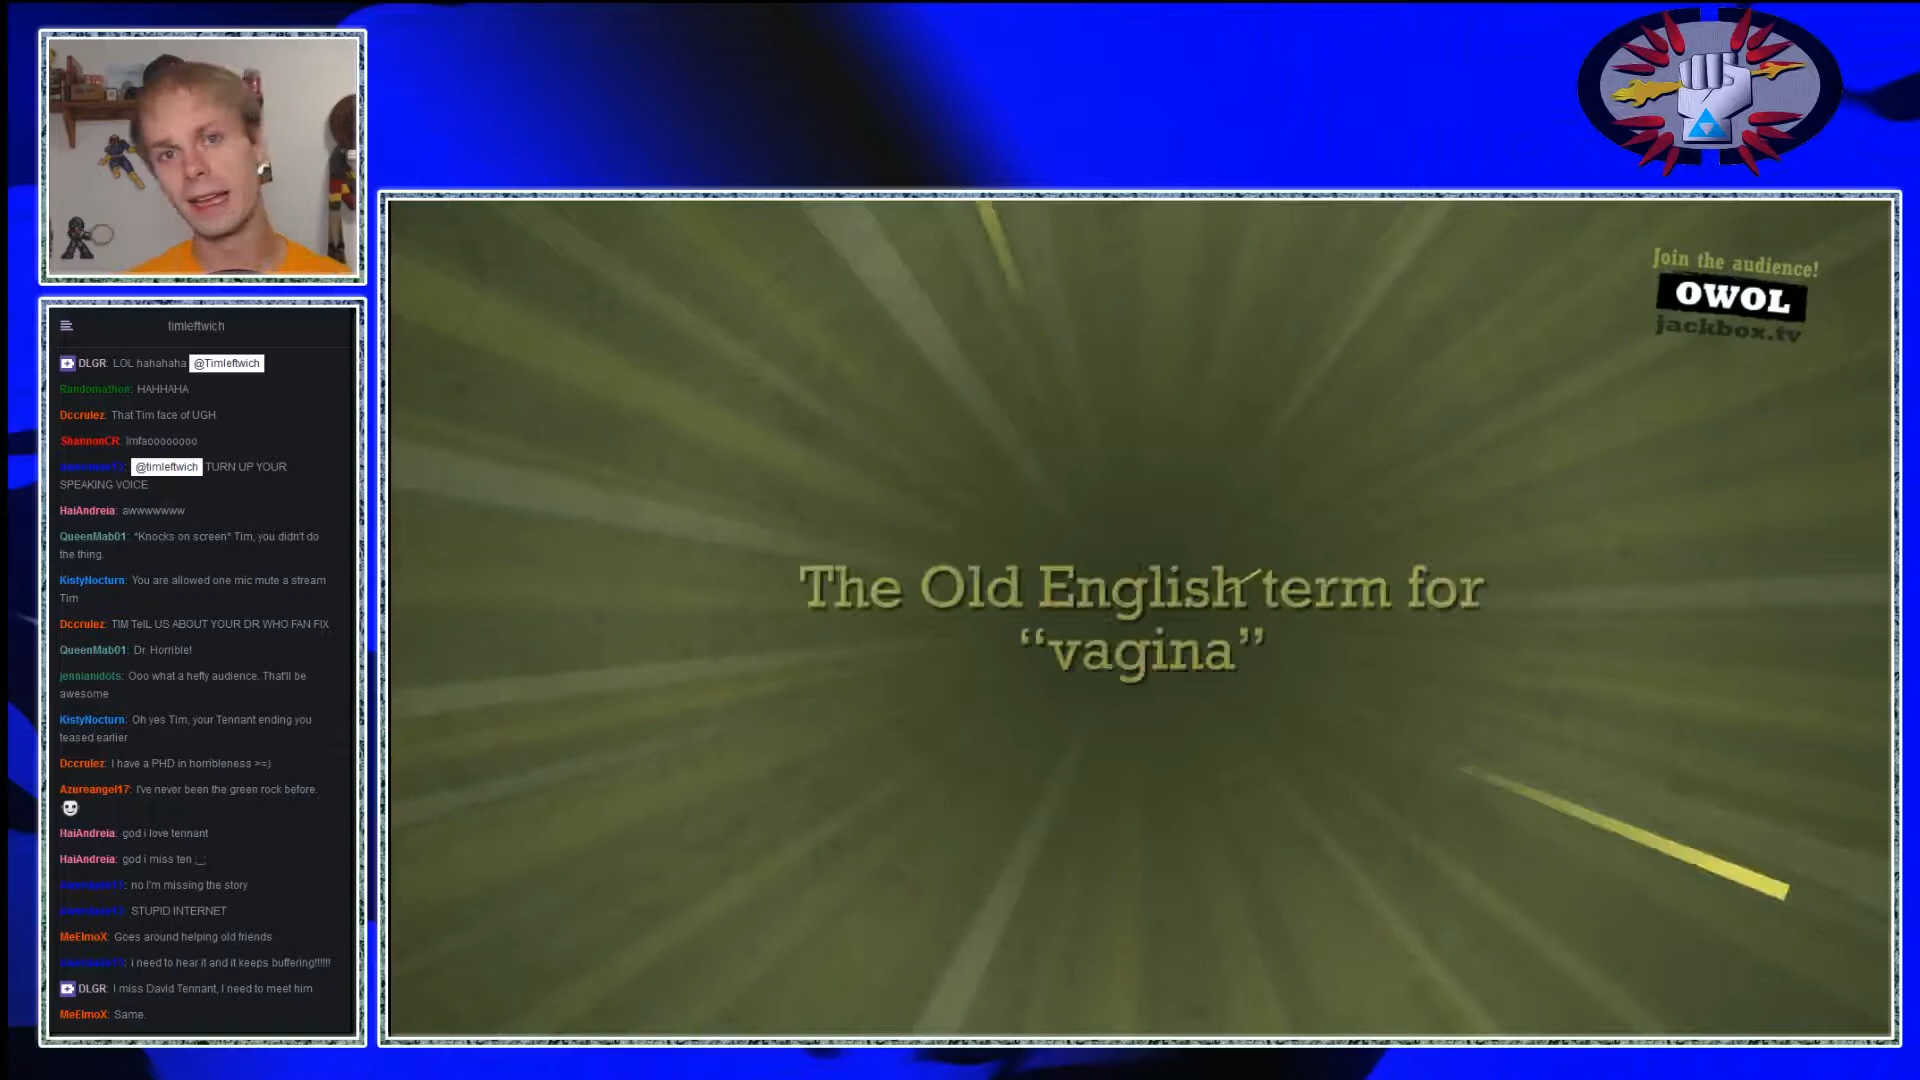 timleftwich
DLGR: LOL hahahaha @Timleftwich
Randomathon: HAHHAHA
Dccrulez: That Tim face of UGH
ShannonCR: lmfaoooooooo
@timleftwich TURN UP YOUR
SPEAKING VOICE
HaiAndreia: awwwwwww
QueenMab01: *Knocks on screen* Tim, you didn't do
the thing.
KistyNocturn: You are allowed one mic mute a stream
Tim
Dccrulez: TIM TelL US ABOUT YOUR DR WHO FAN FIX
QueenMab01: Dr. Horrible!
jennianidots: Ooo what a hefty audience. That'll be
awesome
KistyNocturn: Oh yes Tim, your Tennant ending you
teased earlier
Dccrulez: I have a PHD in horribleness >=)
Azureangel17: I've never been the green rock before.
HaiAndreia: god i love tennant
HaiAndreia: god i miss ten ;_;
no I'm missing the story
STUPID INTERNET
MeElmoX: Goes around helping old friends
i need to hear it and it keeps buffering!!!!!!
DLGR: I miss David Tennant, I need to meet him
MeElmoX: Same.
Join the audience!
OWOL
jackbox.tv
The Old English term for
“vagina”